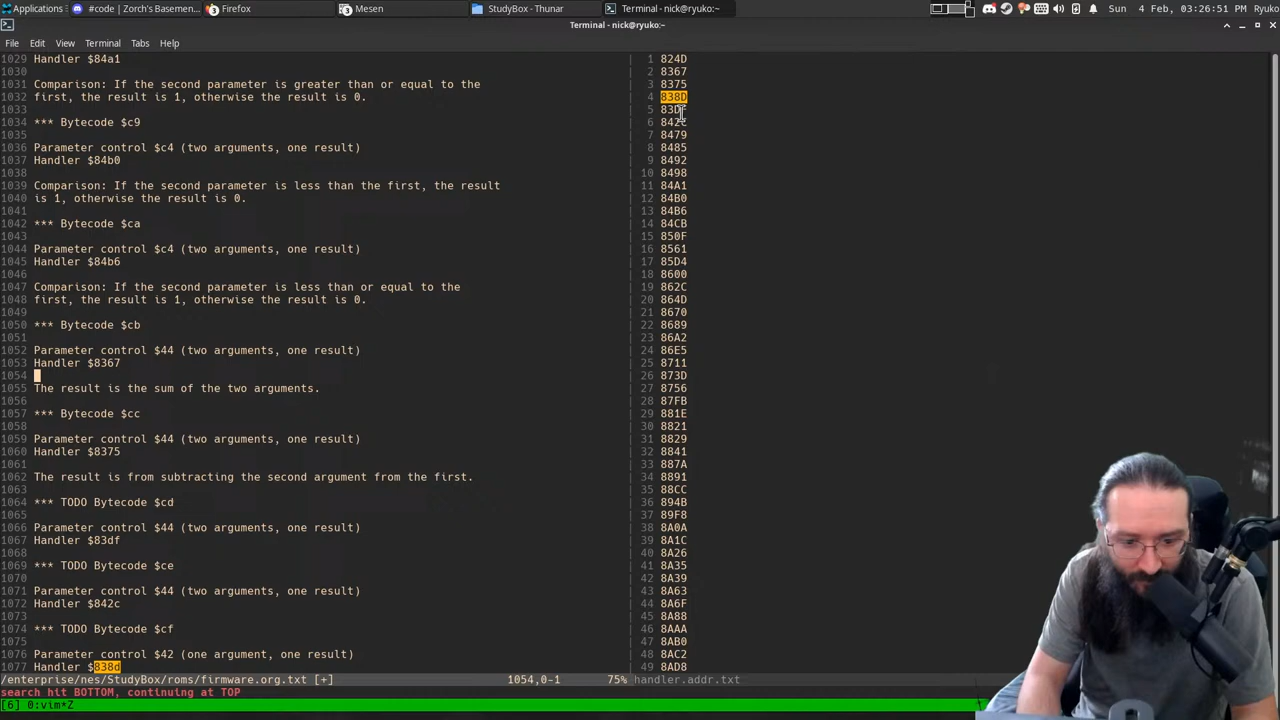 Applications
#code | Zorch's Basemen...
Firefox
Mesen
StudyBox - Thunar
Terminal - nick@ryuko:~
Sun 4 Feb, 03:26:51
Ryuko
Terminal - nick@ryuko:~
File Edit View Terminal Tabs Help
1029 Handler $84a1
1030
1031 Comparison: If the second parameter is greater than or equal to the
1032 first, the result is 1, otherwise the result is 0.
1033
1034 *** Bytecode $c9
1035
1036 Parameter control $c4 (two arguments, one result)
1037 Handler $84b0
1038
1039 Comparison: If the second parameter is less than the first, the result
1040 is 1, otherwise the result is 0.
1041
1042 *** Bytecode $ca
1043
1044 Parameter control $c4 (two arguments, one result)
1045 Handler $84b6
1046
1047 Comparison: If the second parameter is less than or equal to the
1048 first, the result is 1, otherwise the result is 0.
1049
1050 *** Bytecode $cb
1051
1052 Parameter control $44 (two arguments, one result)
1053 Handler $8367
1054
1055 The result is the sum of the two arguments.
1056
1057 *** Bytecode $cc
1058
1059 Parameter control $44 (two arguments, one result)
1060 Handler $8375
1061
1062 The result is from subtracting the second argument from the first.
1063
1064 *** TODO Bytecode $cd
1065
1066 Parameter control $44 (two arguments, one result)
1067 Handler $83df
1068
1069 *** TODO Bytecode $ce
1070
1071 Parameter control $44 (two arguments, one result)
1072 Handler $842c
1073
1074 *** TODO Bytecode $cf
1075
1076 Parameter control $42 (one argument, one result)
1077 Handler $838d
/enterprise/nes/StudyBox/roms/firmware.org.txt [+] 1054,0-1 75%
search hit BOTTOM, continuing at TOP
[6] 0:vim*Z
1 824D
2 8367
3 8375
4 838D
5 83DF
6 842C
7 8479
8 8485
9 8492
10 8498
11 84A1
12 84B0
13 84B6
14 84CB
15 850F
16 8561
17 85D4
18 8600
19 862C
20 864D
21 8670
22 8689
23 86A2
24 86E5
25 8711
26 873D
27 8756
28 87FB
29 881E
30 8821
31 8829
32 8841
33 887A
34 8891
35 88CC
36 894B
37 89F8
38 8A0A
39 8A1C
40 8A26
41 8A35
42 8A39
43 8A63
44 8A6F
45 8A88
46 8AAA
47 8AB0
48 8AC2
49 8AD8
handler.addr.txt